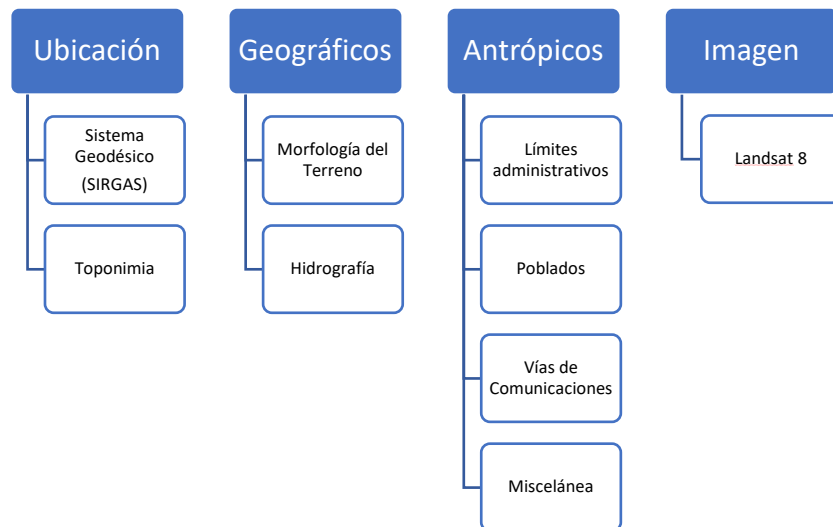 Ubicación
Sistema
Geodésico
(SIRGAS)
Toponimia
Geográficos
Morfología del
Terreno
Hidrografía
Antrópicos
Límites
administrativos
Poblados
Vías de
Comunicaciones
Miscelánea
Imagen
Landsat 8